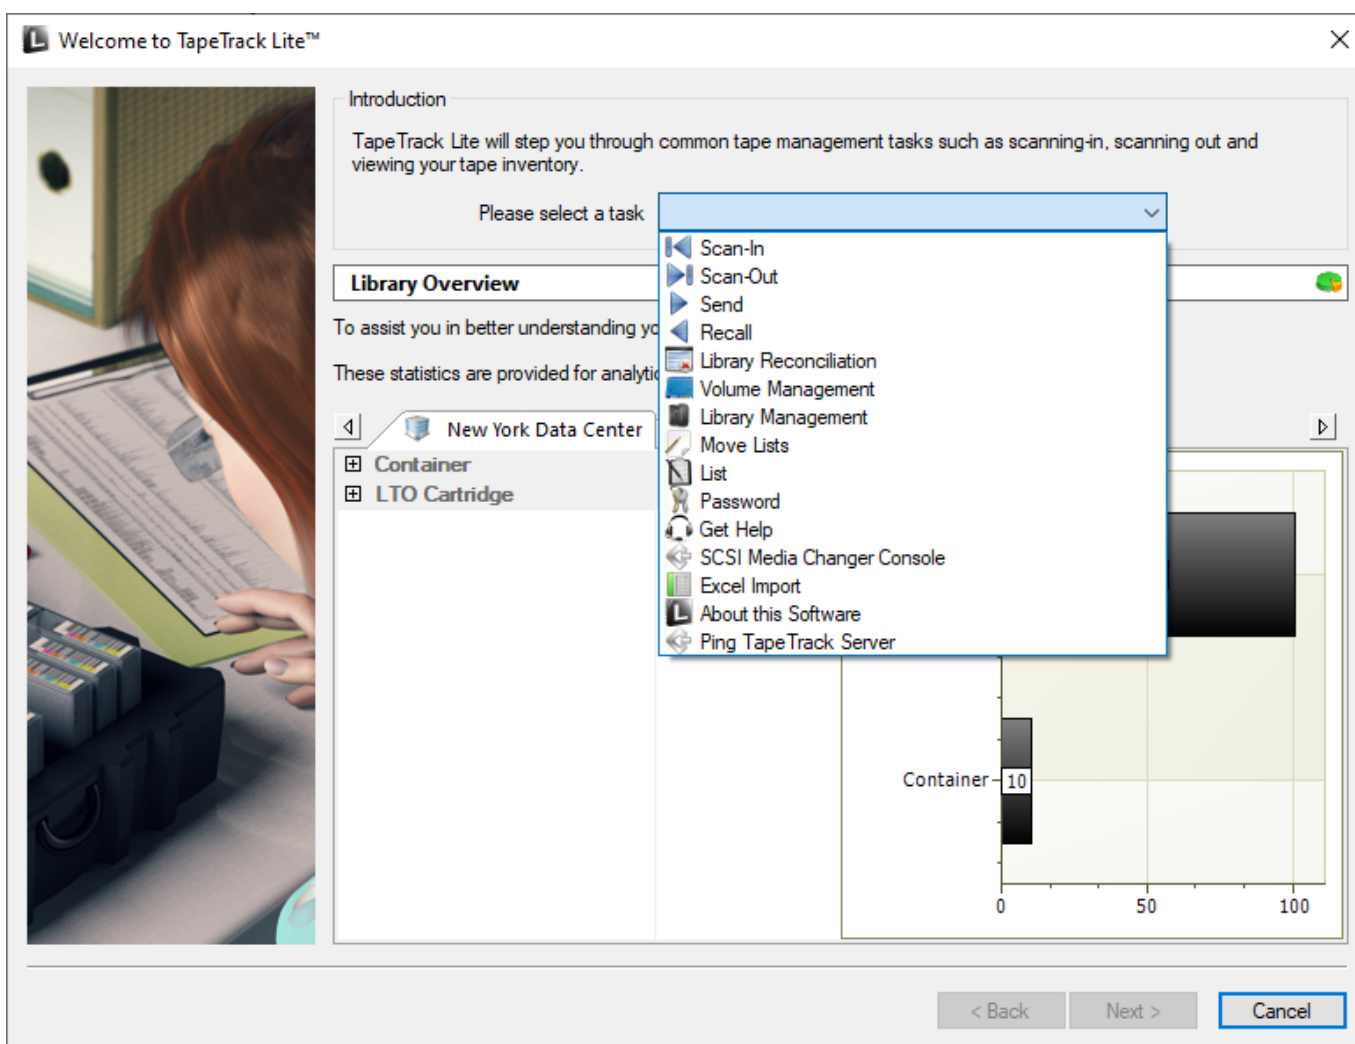 Welcome to TapeTrack Lite™
Introduction
TapeTrack Lite will step you through common tape management tasks such as scanning-in, scanning out and
viewing your tape inventory.
Please select a task
Scan-In
Scan-Out
Send
Recall
Library Reconciliation
Volume Management
Library Management
Move Lists
List
Password
Get Help
SCSI Media Changer Console
Excel Import
About this Software
Ping TapeTrack Server
Library Overview
To assist you in better understanding yo
These statistics are provided for analytic
New York Data Center
Container
LTO Cartridge
Container
10
0 50 100
< Back Next > Cancel